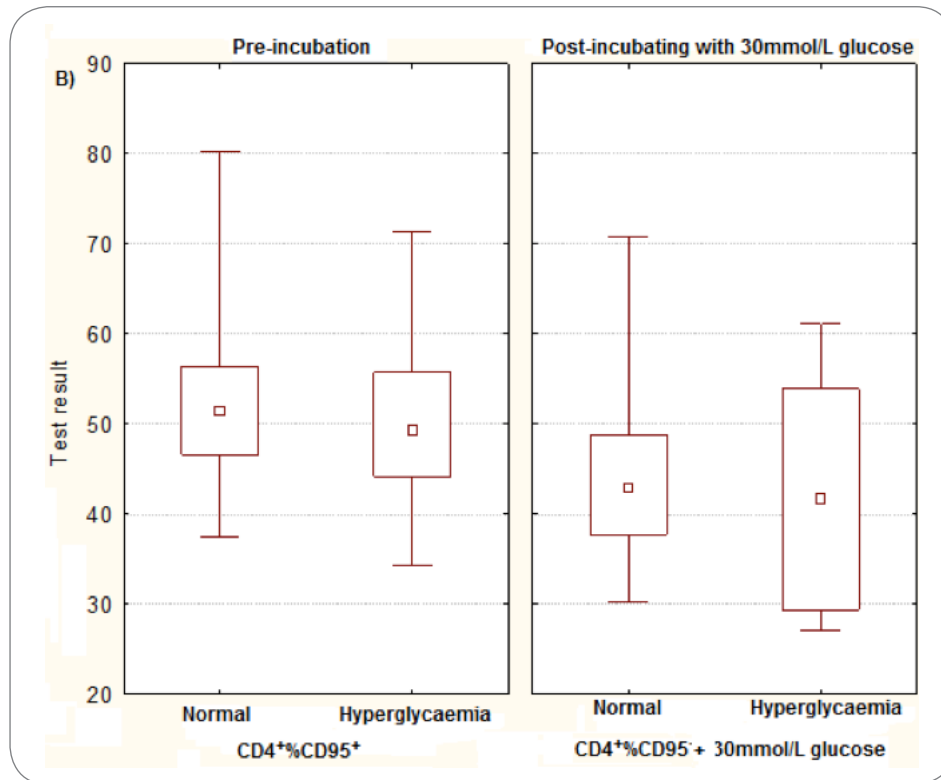 Pre-incubation
Post-incubating with 30mmol/L glucose
B)
90
80
70
60
50
40
30
20
Test result
Normal
Hyperglycaemia
Normal
Hyperglycaemia
CD4⁺%CD95⁺
CD4⁺%CD95⁻+ 30mmol/L glucose